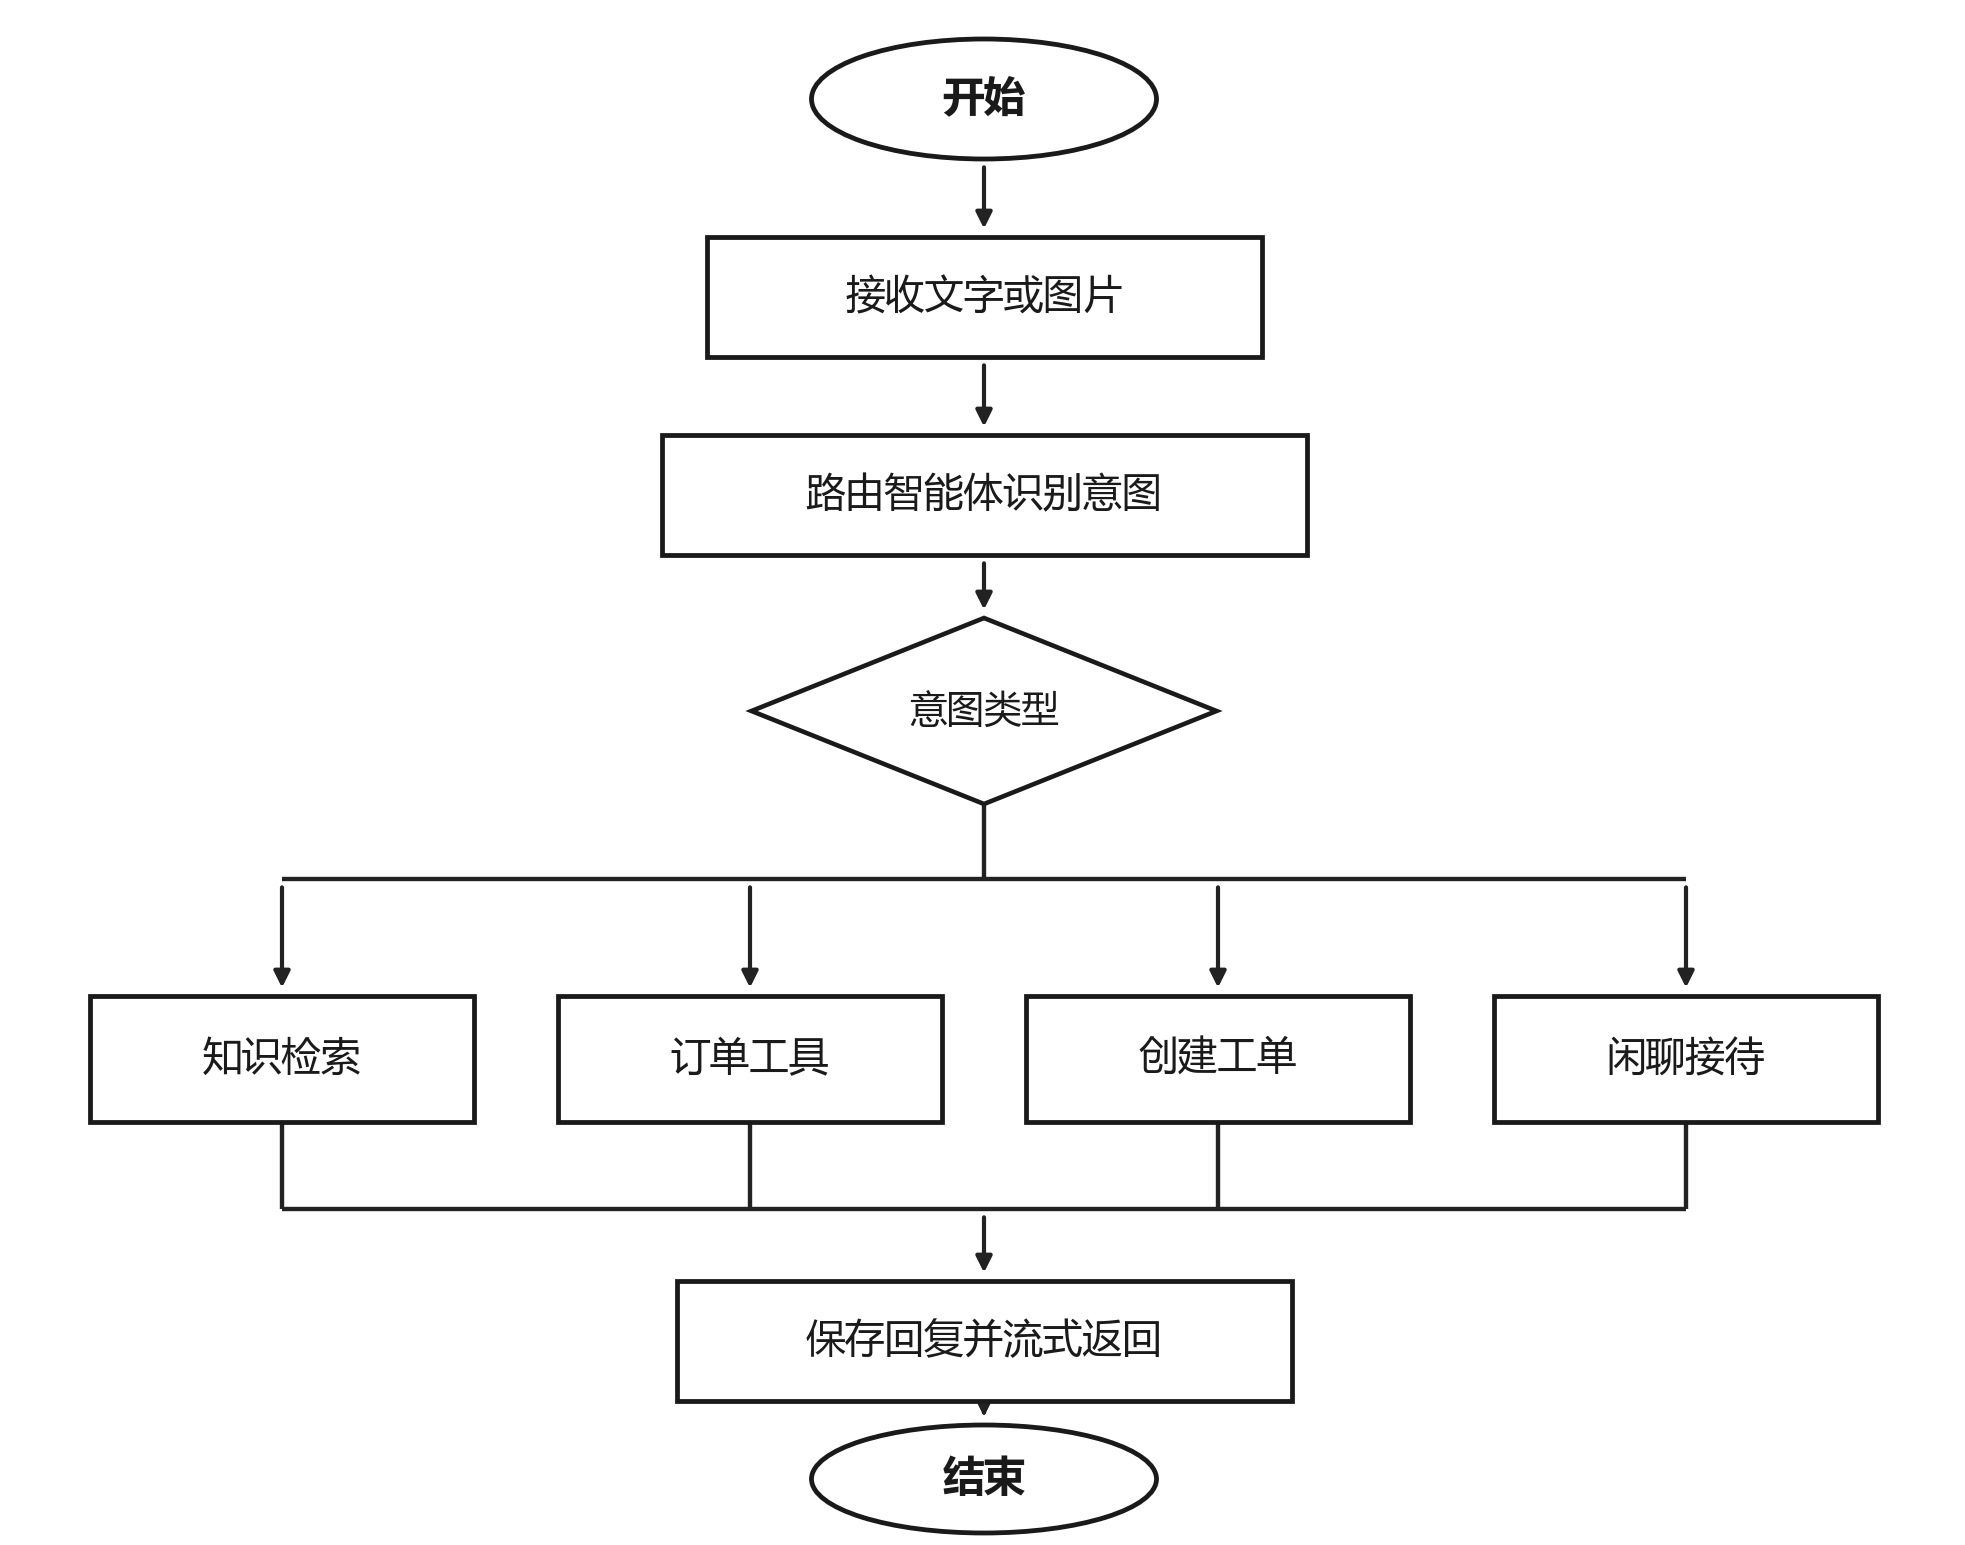 开始
接收文字或图片
路由智能体识别意图
意图类型
知识检索
订单工具
创建工单
闲聊接待
保存回复并流式返回
结束